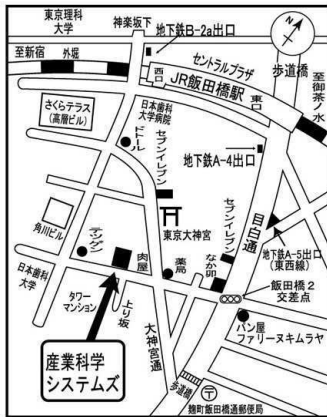 東京理科
大学
神楽坂下
地下鉄B-2a出口
N
至新宿
外堀
セントラルプラザ
西口
JR飯田橋駅
東口
歩道橋
至御茶ノ水
さくらテラス
(高層ビル)
日本歯科
大学病院
ドトール
セブンイレブン
地下鉄A-4出口
角川ビル
東京大神宮
セブンイレブン
目白通
地下鉄A-5出口
(東西線)
肉屋
薬局
なか卯
飯田橋2
交差点
日本歯科
大学
タワー
マンション
上り坂
大神宮通
パン屋
ファリーヌキムラヤ
産業科学
システムズ
歩道橋
〒
麹町飯田橋通郵便局